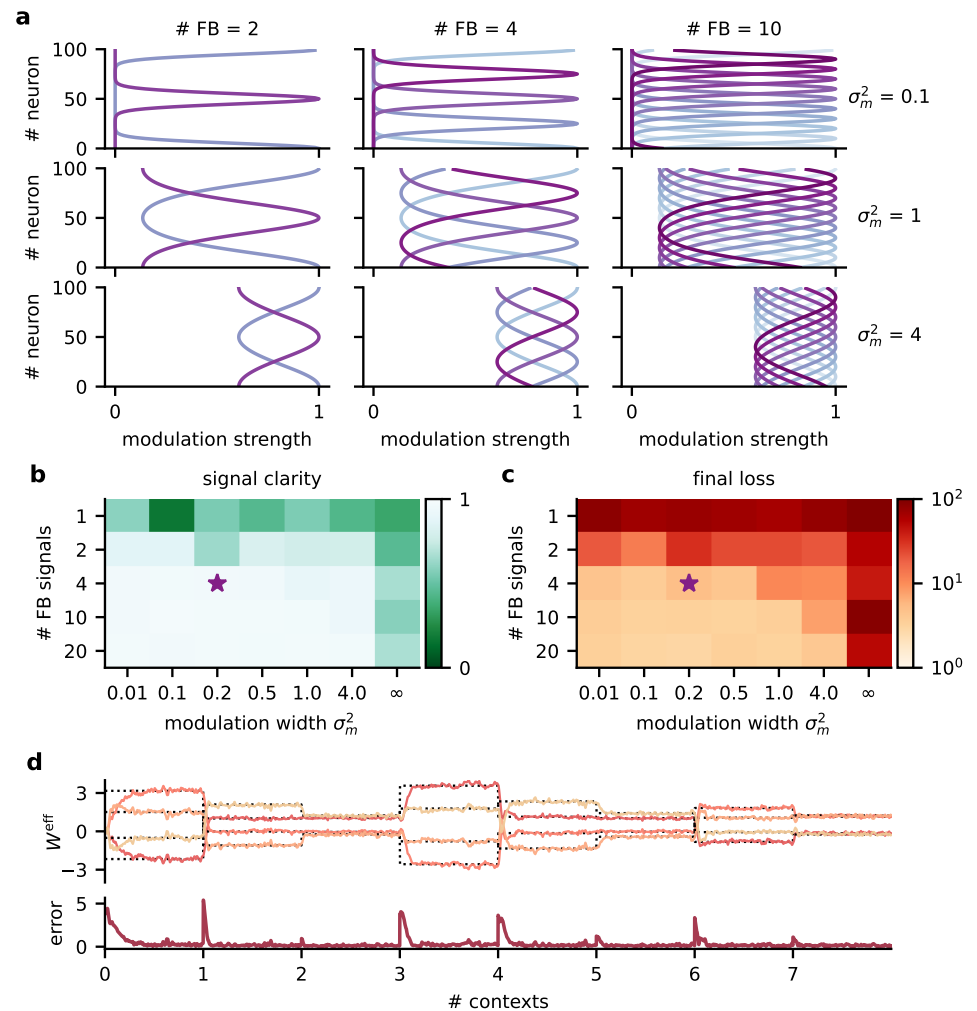 a
# FB = 2
# FB = 4
# FB = 10
# neuron
100
50
0
σ²ₘ = 0.1
# neuron
100
50
0
σ²ₘ = 1
# neuron
100
50
0
σ²ₘ = 4
0 1
0 1
0 1
modulation strength
modulation strength
modulation strength
b
signal clarity
# FB signals
1
2
4
10
20
0.01 0.1 0.2 0.5 1.0 4.0 ∞
modulation width σ²ₘ
1
0
c
final loss
# FB signals
1
2
4
10
20
0.01 0.1 0.2 0.5 1.0 4.0 ∞
modulation width σ²ₘ
10²
10¹
10⁰
d
W^eff
3
0
−3
error
5
0
0 1 2 3 4 5 6 7
# contexts